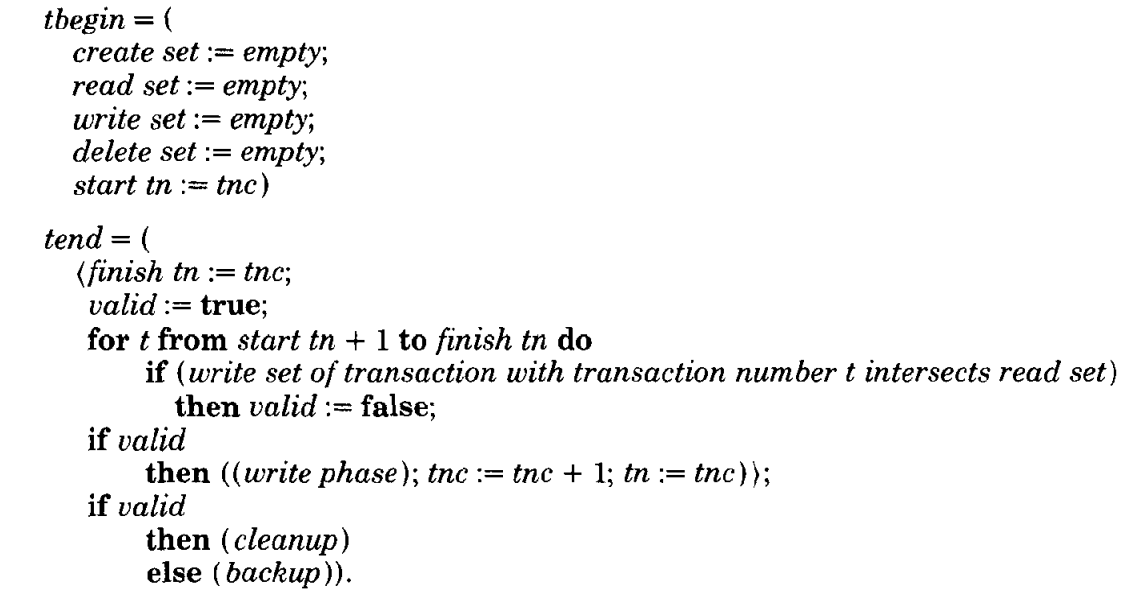 tbegin = (
create set := empty;
read set := empty;
write set := empty;
delete set := empty;
start tn := tnc)
tend = (
⟨finish tn := tnc;
valid := true;
for t from start tn + 1 to finish tn do
if (write set of transaction with transaction number t intersects read set)
then valid := false;
if valid
then ((write phase); tnc := tnc + 1; tn := tnc)⟩;
if valid
then (cleanup)
else (backup)).